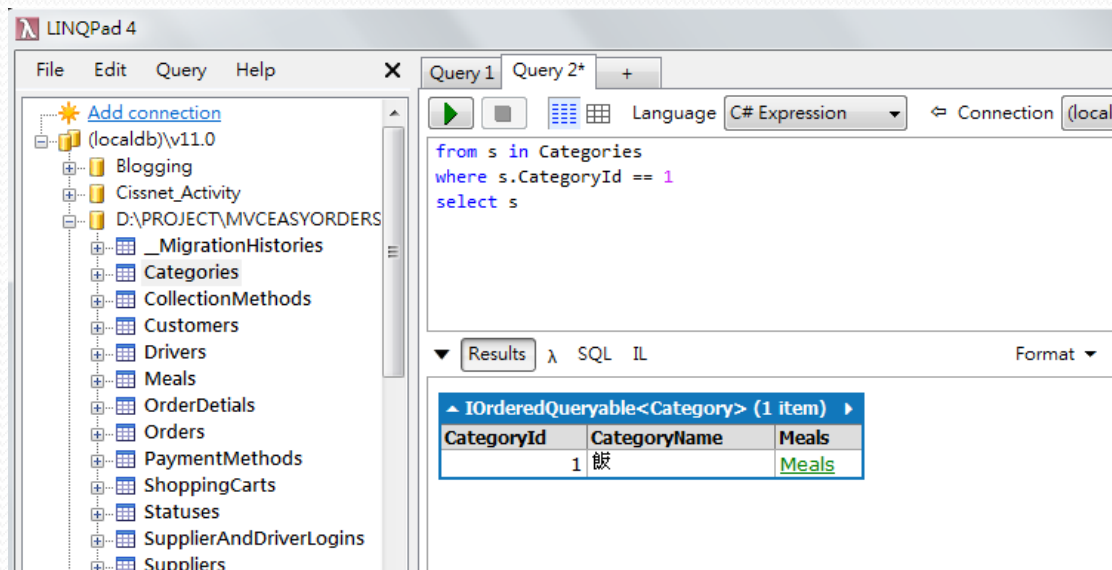 LINQPad 4
File Edit Query Help
Add connection
(localdb)\v11.0
Blogging
Cissnet_Activity
D:\PROJECT\MVCEASYORDERS
__MigrationHistories
Categories
CollectionMethods
Customers
Drivers
Meals
OrderDetials
Orders
PaymentMethods
ShoppingCarts
Statuses
SupplierAndDriverLogins
Suppliers
Query 1 Query 2* +
Language C# Expression Connection (local
from s in Categories
where s.CategoryId == 1
select s
Results λ SQL IL Format
IOrderedQueryable<Category> (1 item)
CategoryId CategoryName Meals
1 飯 Meals